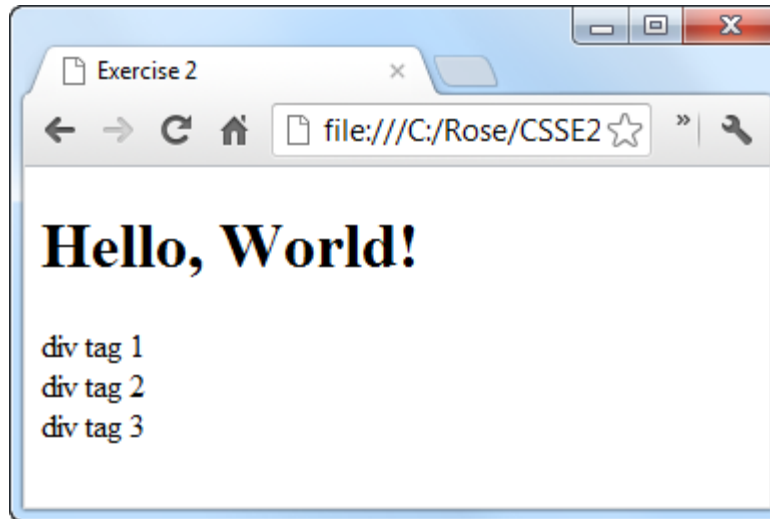 Exercise 2
file:///C:/Rose/CSSE2
Hello, World!
div tag 1
div tag 2
div tag 3